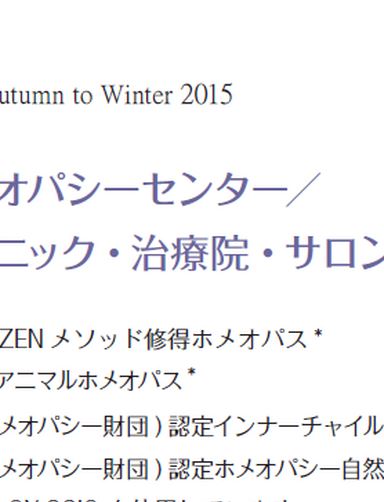 utumn to Winter 2015
オパシーセンター／
ニック・治療院・サロン
ZEN メソッド修得ホメオパス *
アニマルホメオパス *
メオパシー財団 ) 認定インナーチャイル
メオパシー財団 ) 認定ホメオパシー自然